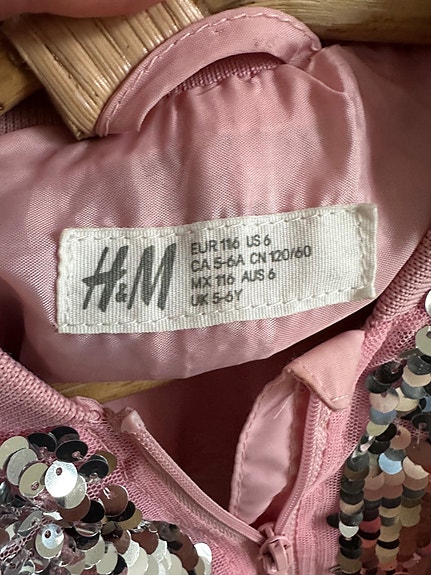 H&M
EUR 116 US 6
CA 5-6A CN 120/60
MX 116 AUS 6
UK 5-6Y